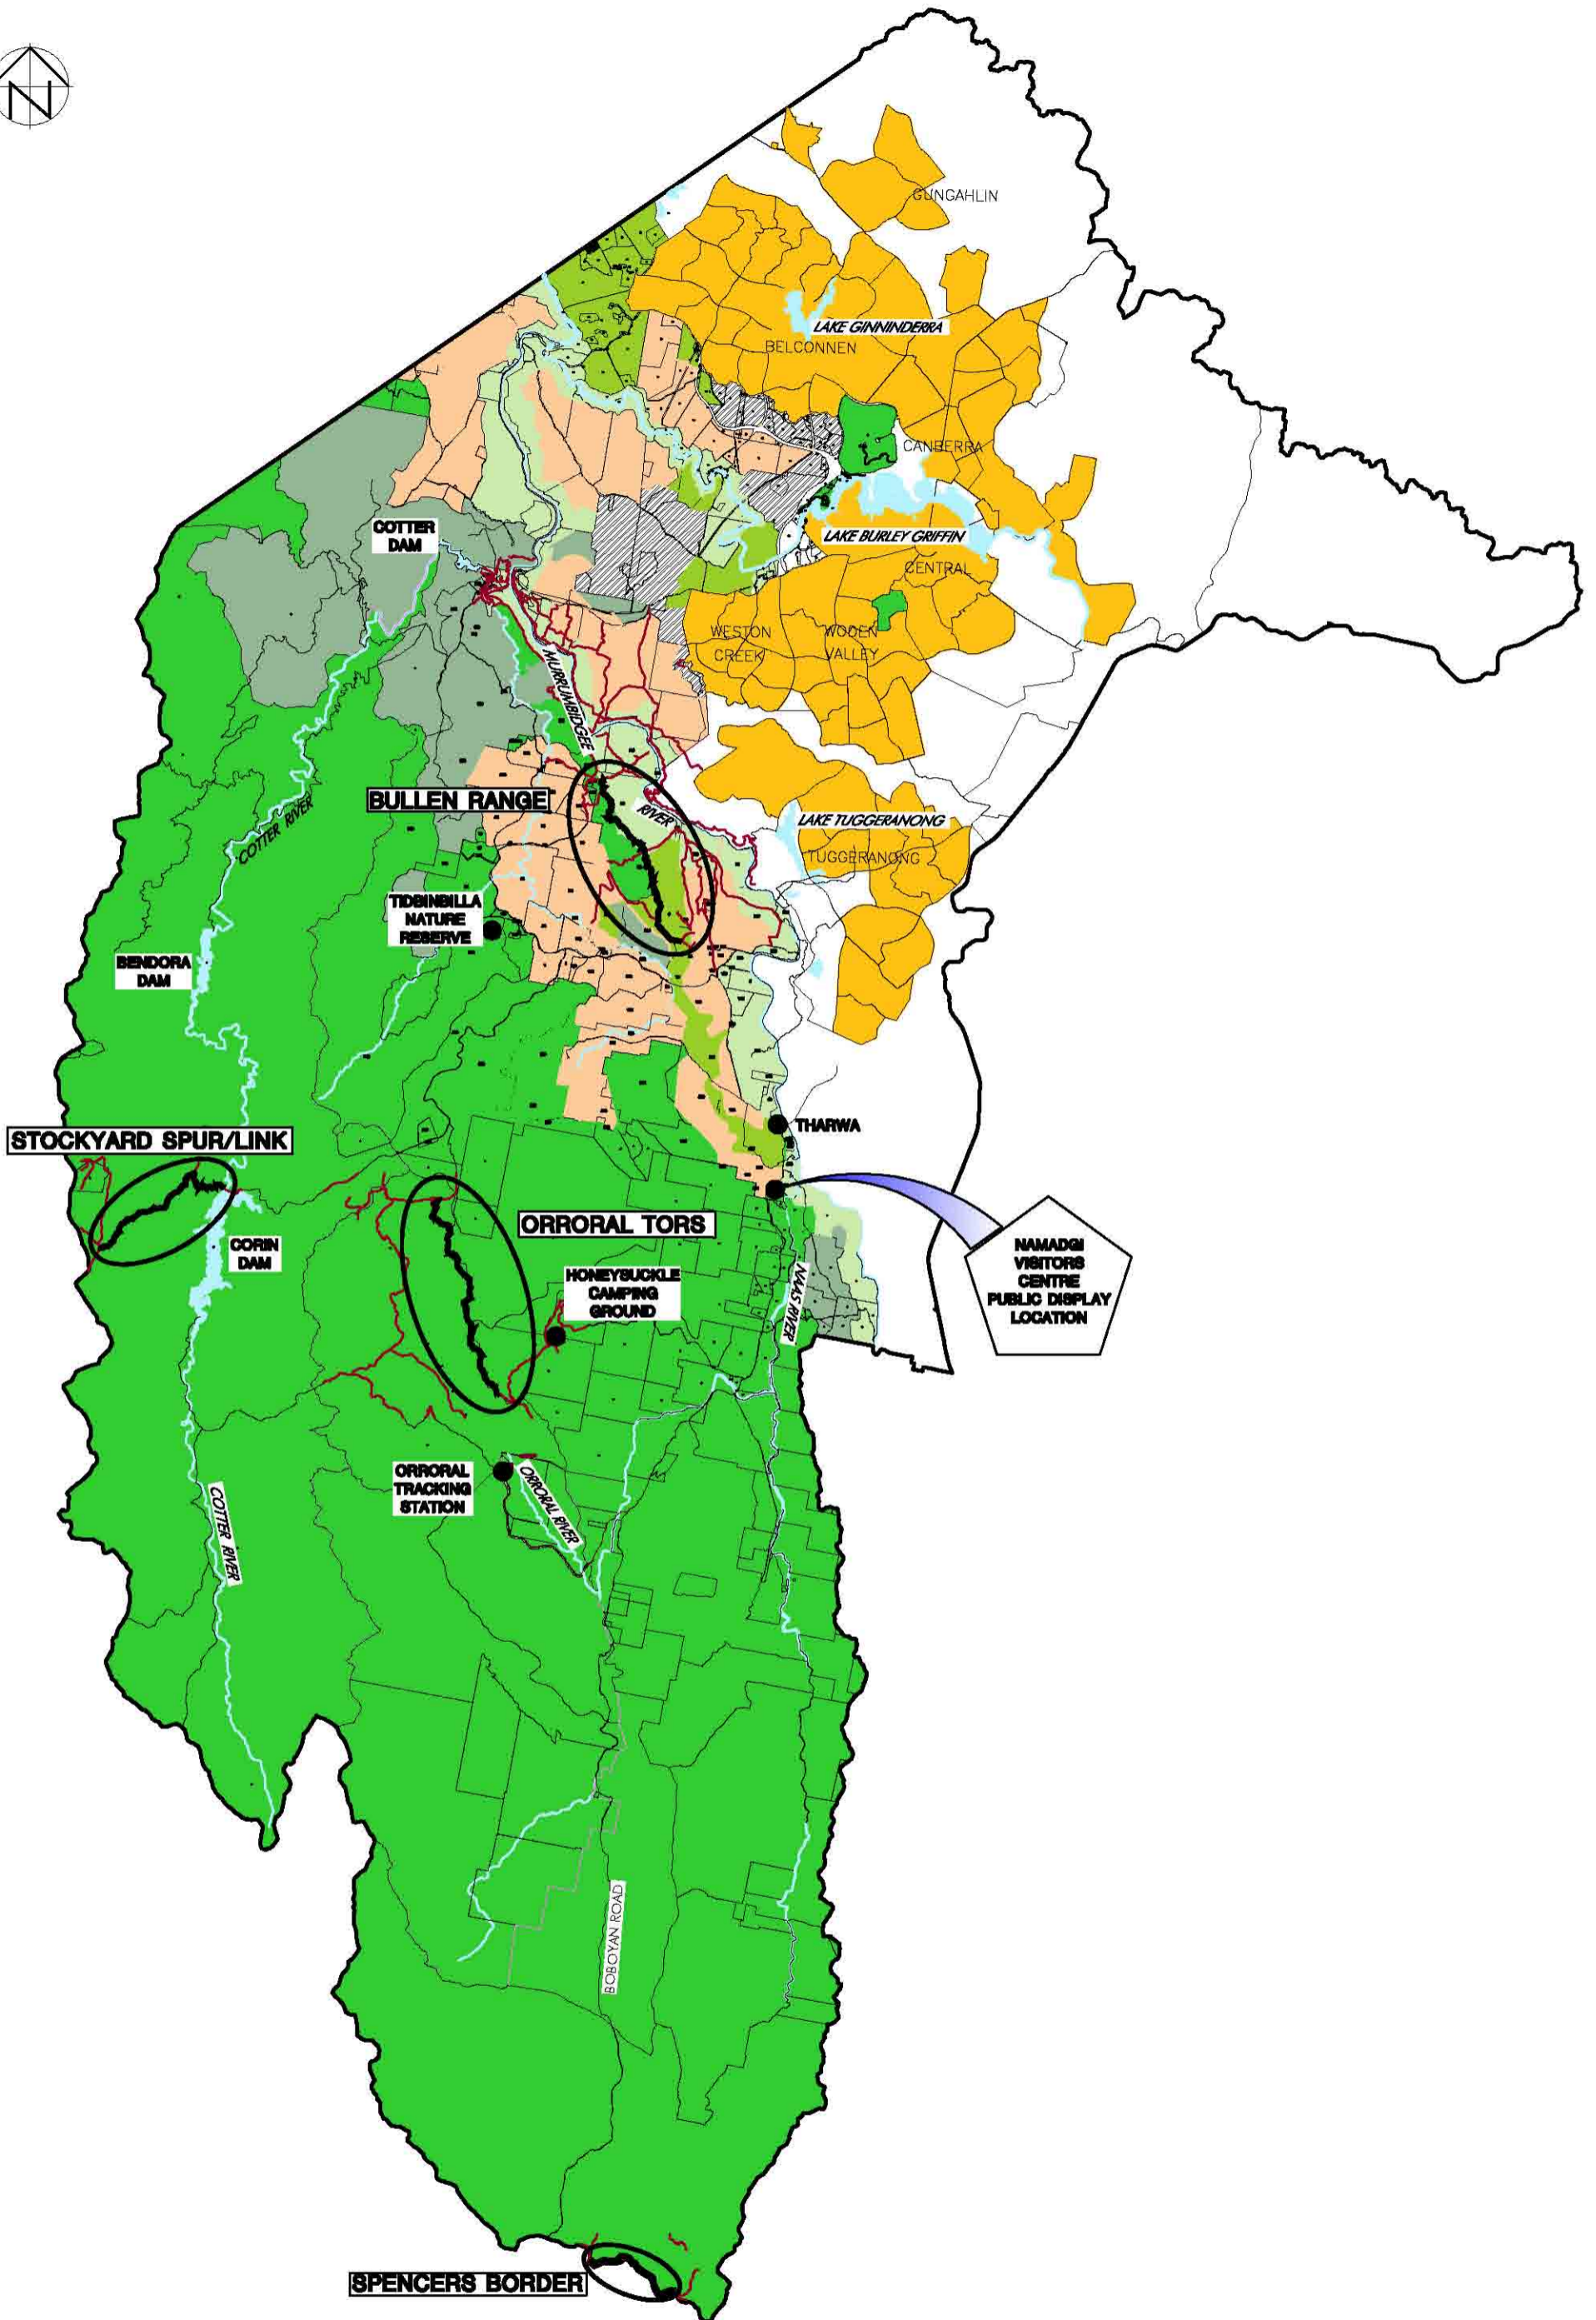 N
GUNGAHLIN
LAKE GINNINDERRA
BELCONNEN
CANBERRA
COTTER
DAM
LAKE BURLEY GRIFFIN
CENTRAL
WESTON
CREEK
WODEN
VALLEY
MURRUMBIDGEE
RIVER
BULLEN RANGE
COTTER RIVER
LAKE TUGGERANONG
TUGGERANONG
TIDBINBILLA
NATURE
RESERVE
BENDORA
DAM
THARWA
STOCKYARD SPUR/LINK
ORRORAL TORS
CORIN
DAM
HONEYSUCKLE
CAMPING
GROUND
NAAS RIVER
NAMADGI
VISITORS
CENTRE
PUBLIC DISPLAY
LOCATION
ORRORAL
TRACKING
STATION
ORRORAL RIVER
COTTER RIVER
BOBOYAN ROAD
SPENCERS BORDER